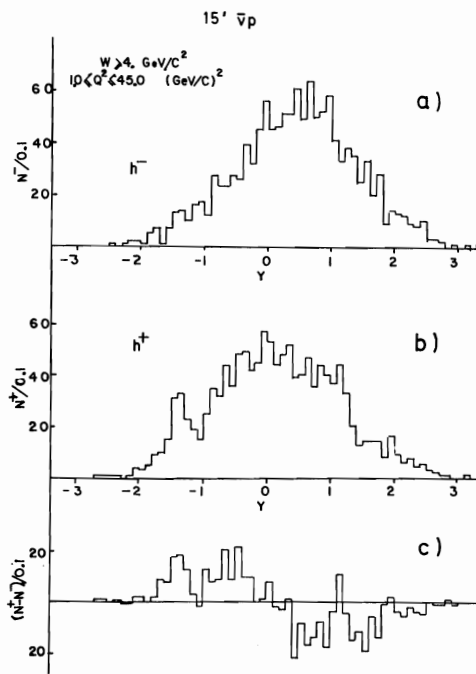 15' ν̄p
W ⩾4. GeV/C²
1.0⩽Q²⩽45.0 (GeV/C)²
a)
h⁻
N⁻/0.1
60
40
20
-3 -2 -1 0 1 2 3
Y
b)
h⁺
N⁺/0.1
60
40
20
0
-3 -2 -1 0 1 2 3
Y
c)
(N⁺-N⁻)/0.1
20
0
20